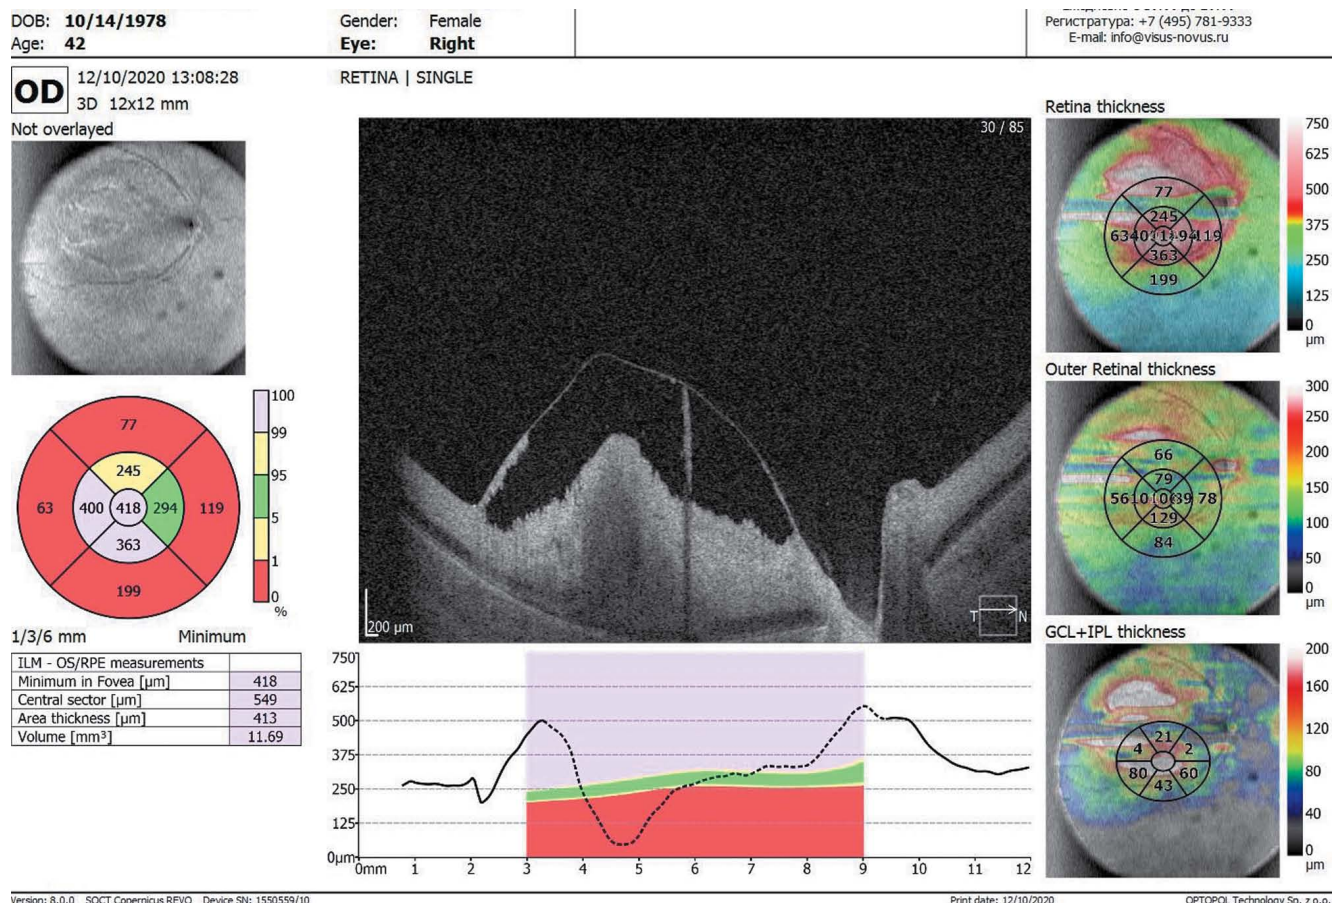 DOB: 10/14/1978
Age: 42
Gender: Female
Eye: Right
Регистратура: +7 (495) 781-9333
E-mail: info@visus-novus.ru
OD
12/10/2020 13:08:28
3D 12x12 mm
RETINA | SINGLE
Not overlayed
30 / 85
200 µm
T N
77
245
63 400 418 294 119
363
199
100
99
95
5
1
0
%
1/3/6 mm Minimum
ILM - OS/RPE measurements
Minimum in Fovea [µm] 418
Central sector [µm] 549
Area thickness [µm] 413
Volume [mm³] 11.69
750
625
500
375
250
125
0µm
0mm 1 2 3 4 5 6 7 8 9 10 11 12
Retina thickness
77
245
119
363
199
750
625
500
375
250
125
0
µm
Outer Retinal thickness
66
79
56 78
129
84
300
250
200
150
100
50
0
µm
GCL+IPL thickness
21
4 2
80 60
43
200
160
120
80
40
0
µm
Version: 8.0.0 SOCT Copernicus REVO Device SN: 1550559/10
Print date: 12/10/2020
OPTOPOL Technology Sp. z o.o.